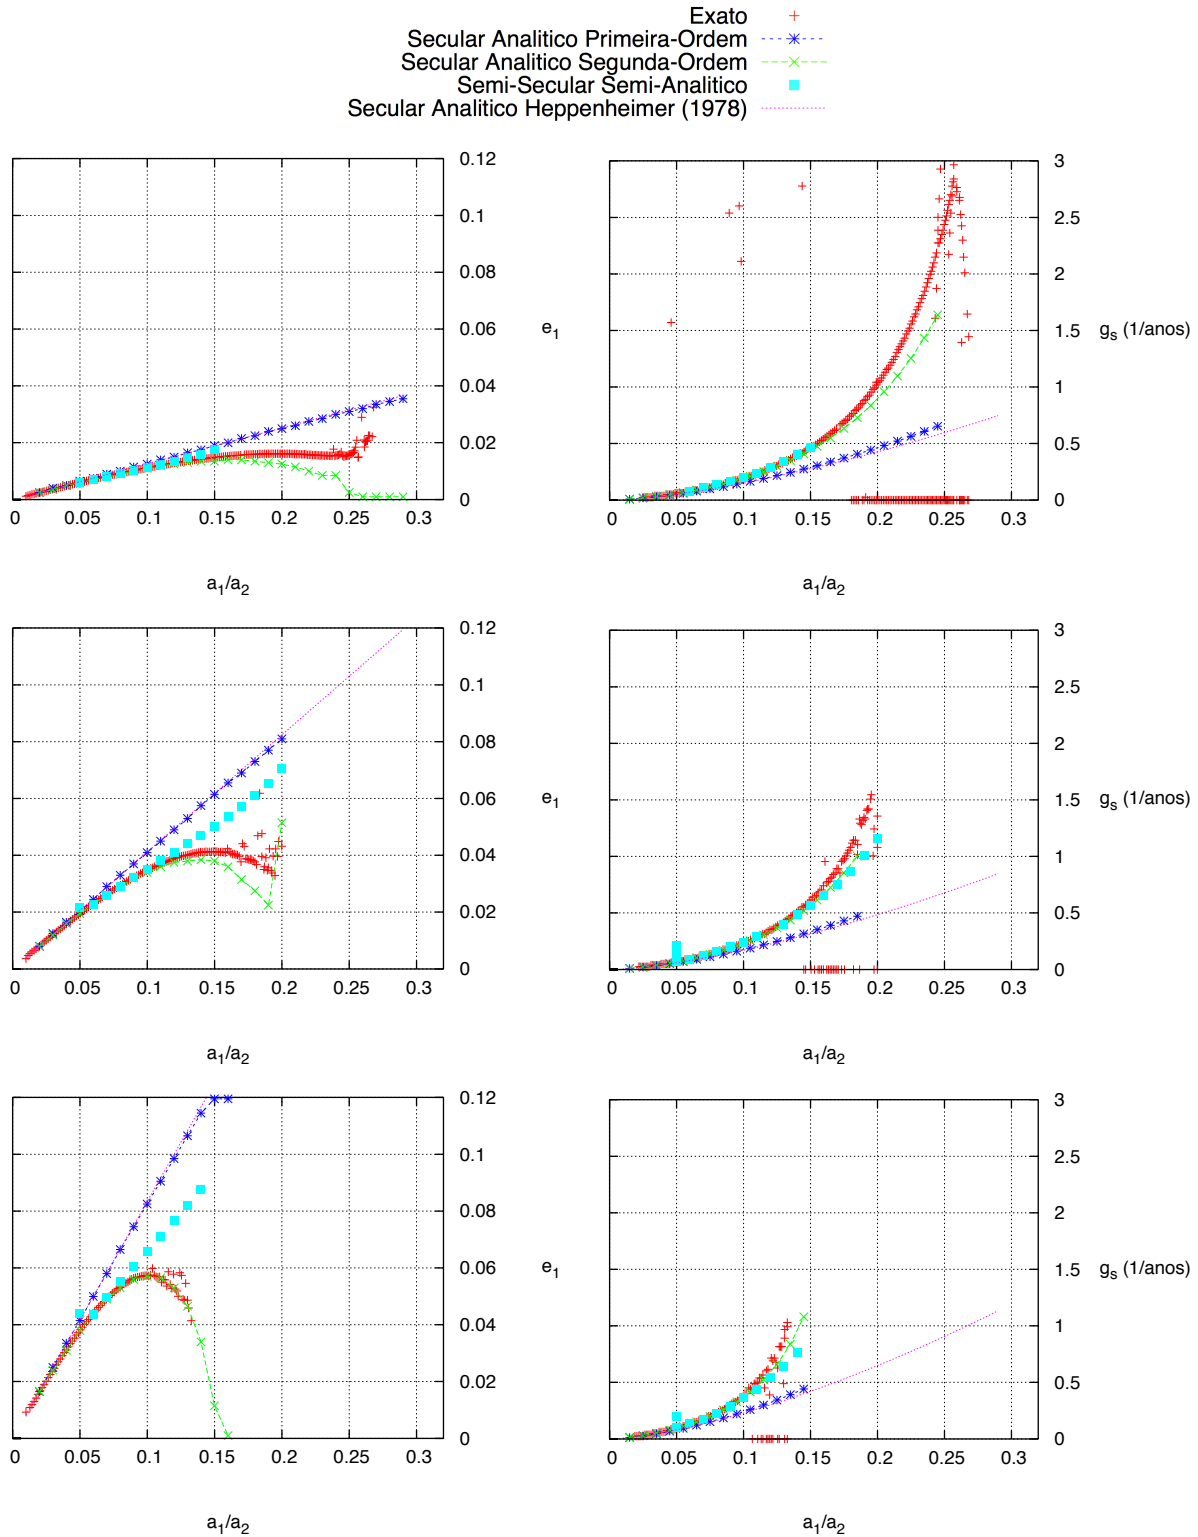 Exato
Secular Analitico Primeira-Ordem
Secular Analitico Segunda-Ordem
Semi-Secular Semi-Analitico
Secular Analitico Heppenheimer (1978)
0.12
0.1
0.08
0.06
0.04
0.02
0
e1
0 0.05 0.1 0.15 0.2 0.25 0.3
a1/a2
3
2.5
2
1.5
1
0.5
0
gs (1/anos)
0 0.05 0.1 0.15 0.2 0.25 0.3
a1/a2
0.12
0.1
0.08
0.06
0.04
0.02
0
e1
0 0.05 0.1 0.15 0.2 0.25 0.3
a1/a2
3
2.5
2
1.5
1
0.5
0
gs (1/anos)
0 0.05 0.1 0.15 0.2 0.25 0.3
a1/a2
0.12
0.1
0.08
0.06
0.04
0.02
0
e1
0 0.05 0.1 0.15 0.2 0.25 0.3
a1/a2
3
2.5
2
1.5
1
0.5
0
gs (1/anos)
0 0.05 0.1 0.15 0.2 0.25 0.3
a1/a2